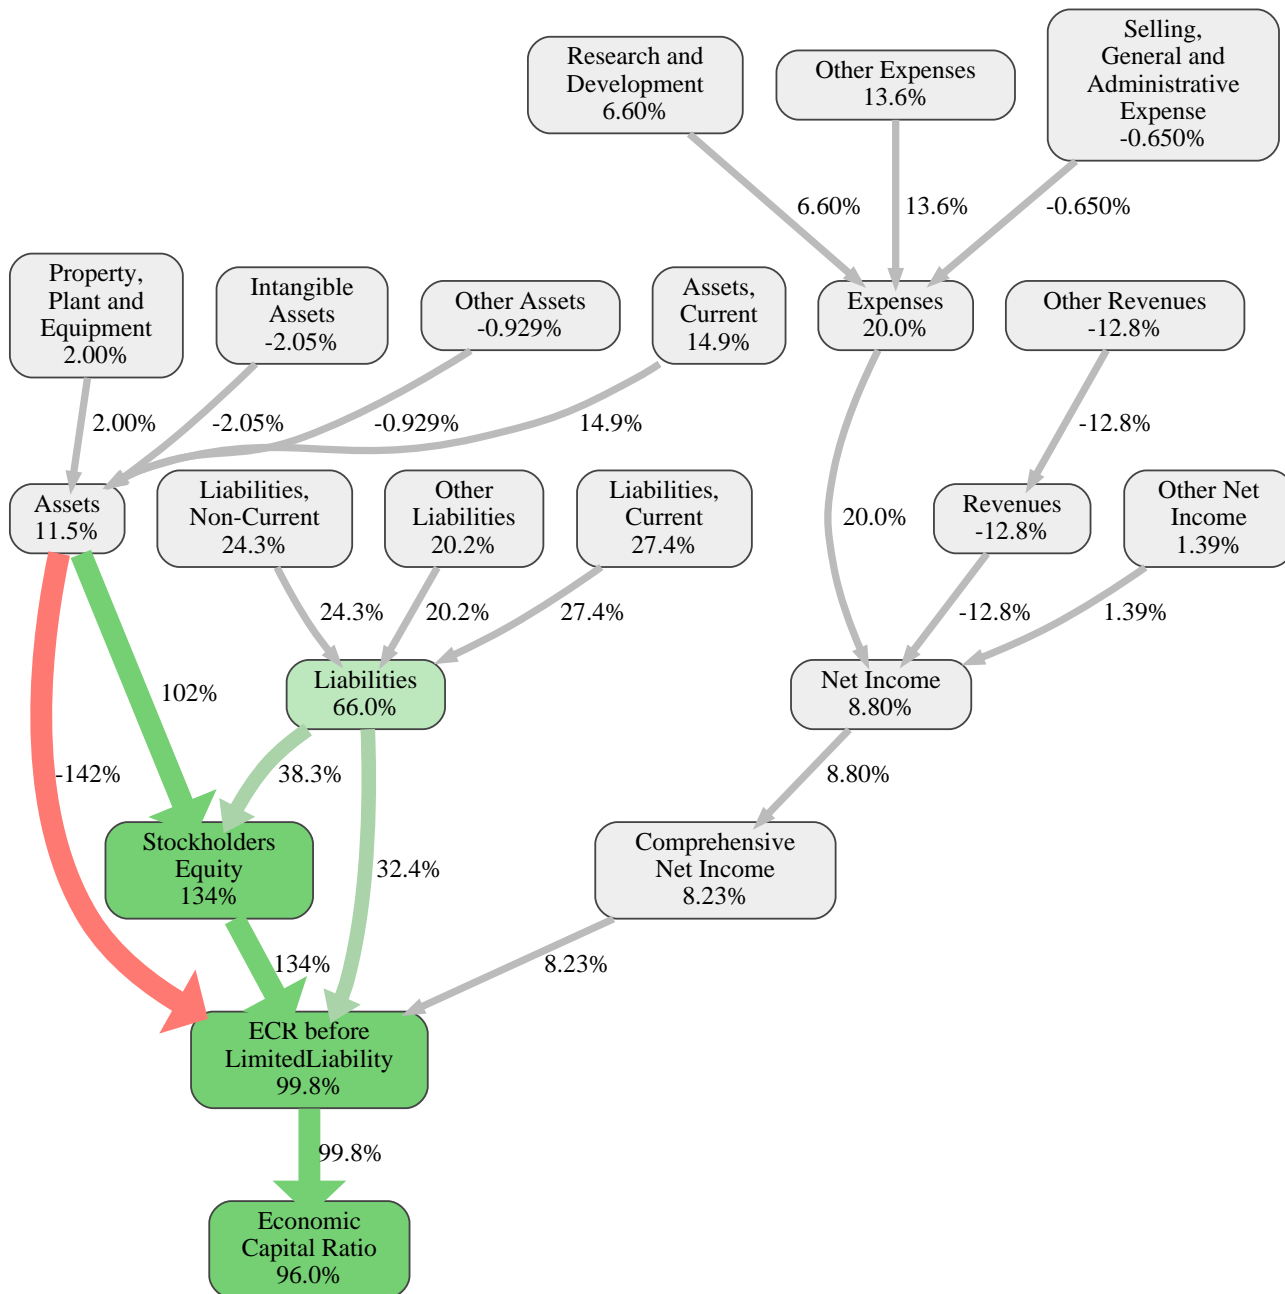 Research and
Development
6.60%
Other Expenses
13.6%
Selling,
General and
Administrative
Expense
-0.650%
6.60%
13.6%
-0.650%
Property,
Plant and
Equipment
2.00%
Intangible
Assets
-2.05%
Other Assets
-0.929%
Assets,
Current
14.9%
Expenses
20.0%
Other Revenues
-12.8%
2.00%
-2.05%
-0.929%
14.9%
-12.8%
Assets
11.5%
Liabilities,
Non-Current
24.3%
Other
Liabilities
20.2%
Liabilities,
Current
27.4%
20.0%
Revenues
-12.8%
Other Net
Income
1.39%
24.3%
20.2%
27.4%
-12.8%
1.39%
102%
Liabilities
66.0%
Net Income
8.80%
-142%
38.3%
8.80%
Stockholders
Equity
134%
32.4%
Comprehensive
Net Income
8.23%
134%
8.23%
ECR before
LimitedLiability
99.8%
99.8%
Economic
Capital Ratio
96.0%